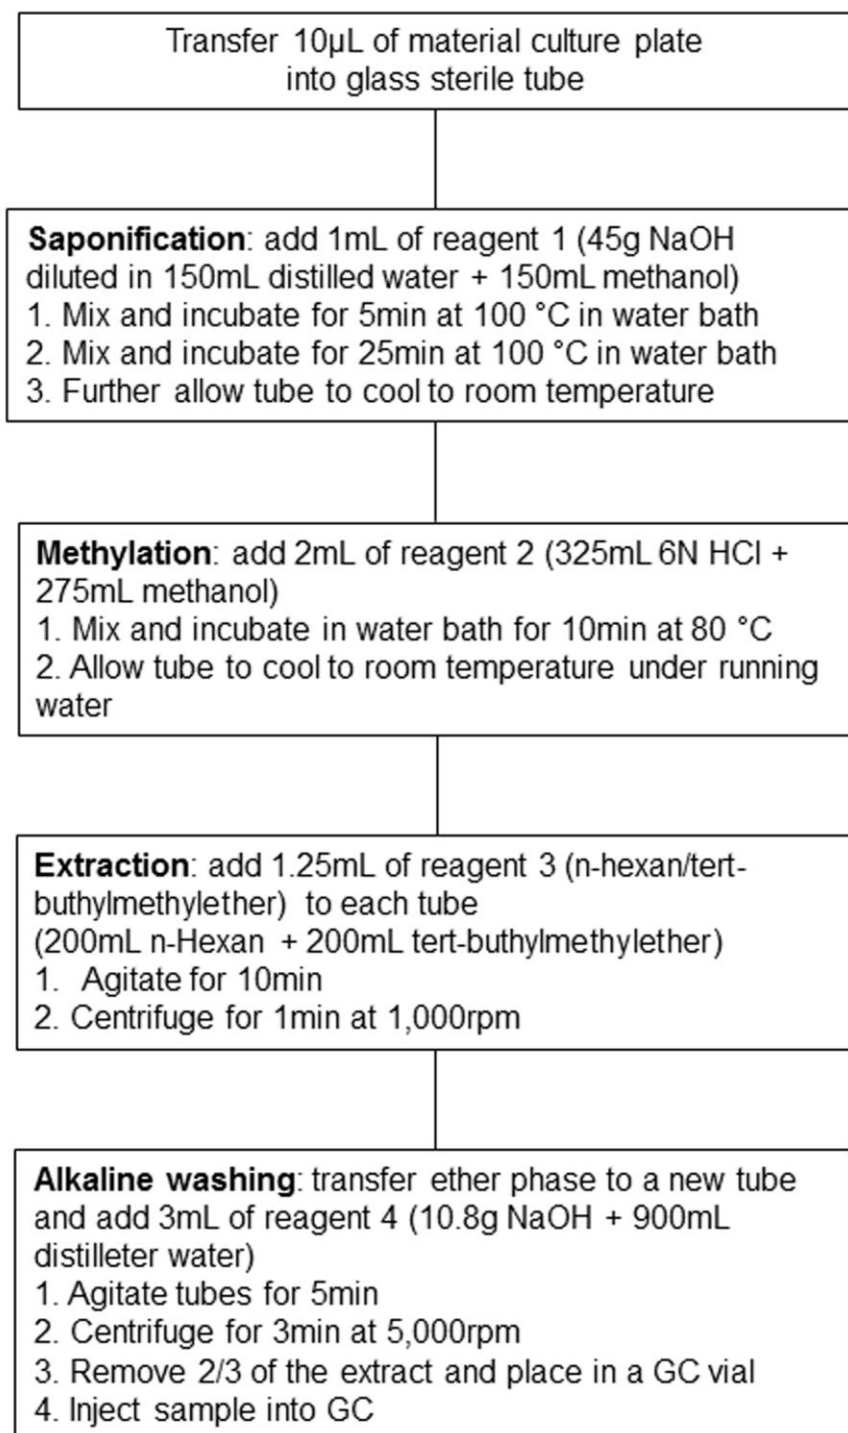 Transfer 10µL of material culture plate
into glass sterile tube
Saponification: add 1mL of reagent 1 (45g NaOH
diluted in 150mL distilled water + 150mL methanol)
1. Mix and incubate for 5min at 100 °C in water bath
2. Mix and incubate for 25min at 100 °C in water bath
3. Further allow tube to cool to room temperature
Methylation: add 2mL of reagent 2 (325mL 6N HCl +
275mL methanol)
1. Mix and incubate in water bath for 10min at 80 °C
2. Allow tube to cool to room temperature under running
water
Extraction: add 1.25mL of reagent 3 (n-hexan/tert-
buthylmethylether) to each tube
(200mL n-Hexan + 200mL tert-buthylmethylether)
1. Agitate for 10min
2. Centrifuge for 1min at 1,000rpm
Alkaline washing: transfer ether phase to a new tube
and add 3mL of reagent 4 (10.8g NaOH + 900mL
distilleter water)
1. Agitate tubes for 5min
2. Centrifuge for 3min at 5,000rpm
3. Remove 2/3 of the extract and place in a GC vial
4. Inject sample into GC